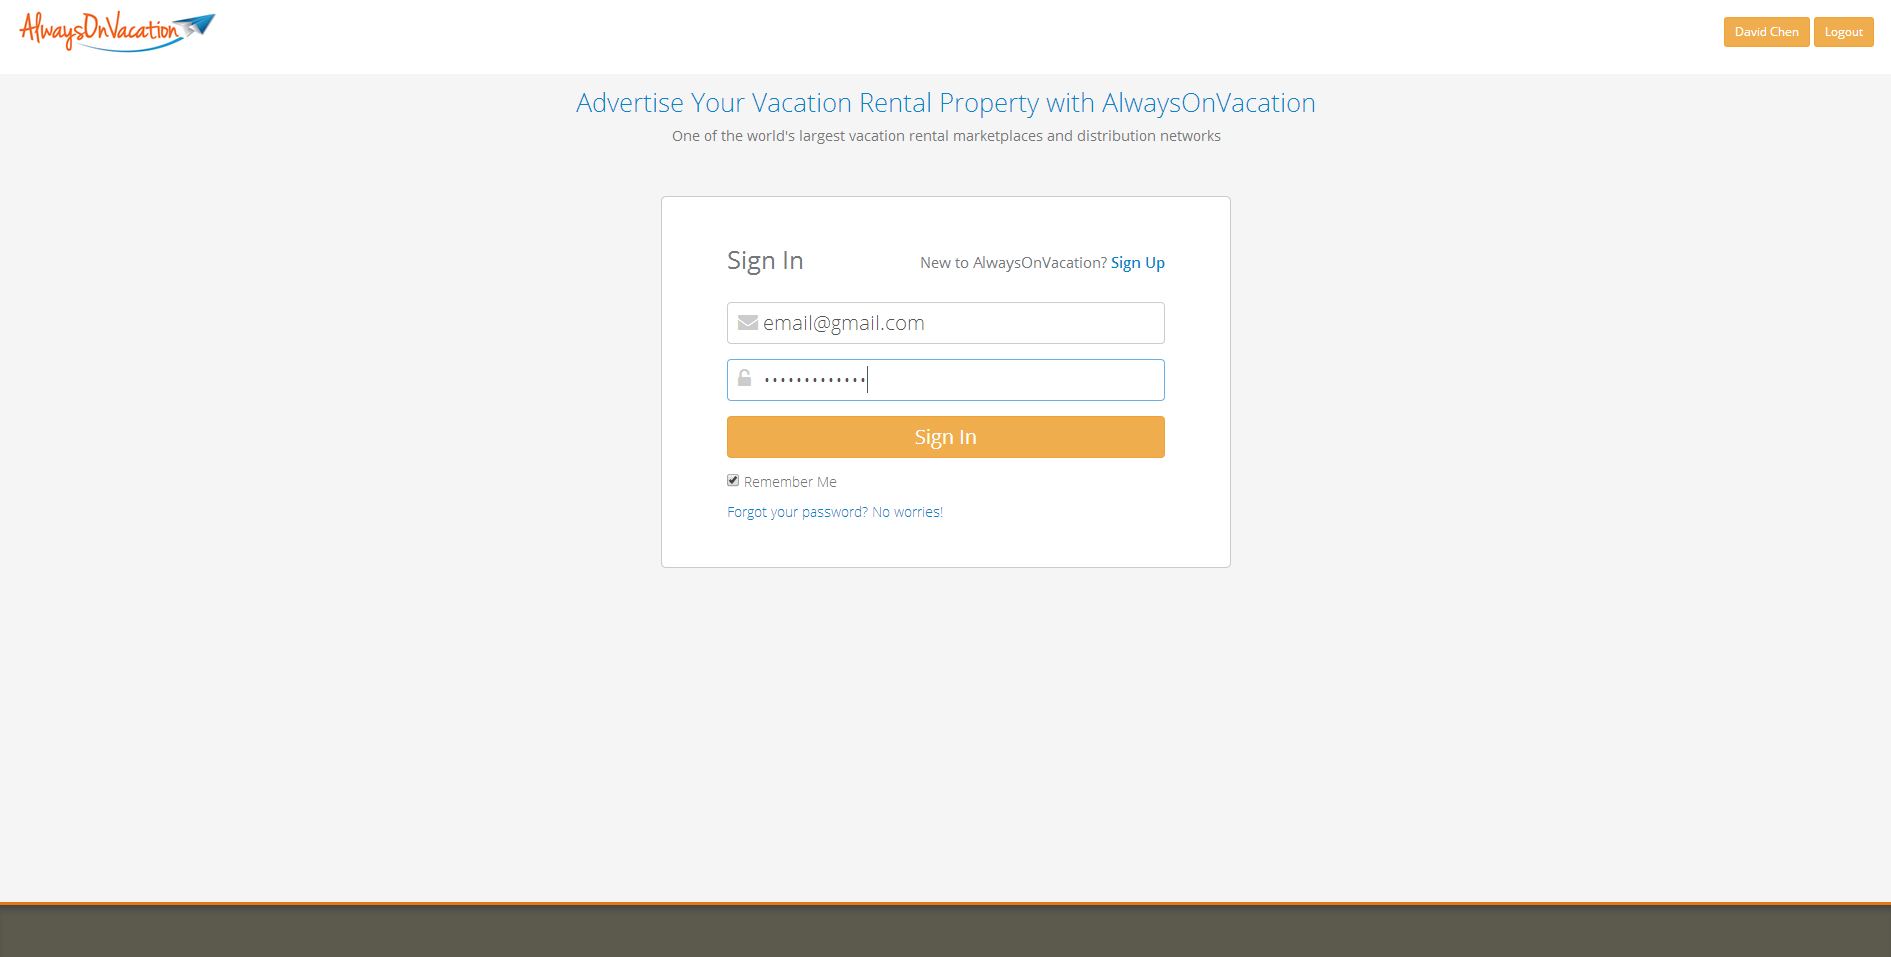 AlwaysOnVacation
David Chen
Logout
Advertise Your Vacation Rental Property with AlwaysOnVacation
One of the world's largest vacation rental marketplaces and distribution networks
Sign In
New to AlwaysOnVacation? Sign Up
email@gmail.com
•••••••••••••
Sign In
Remember Me
Forgot your password? No worries!